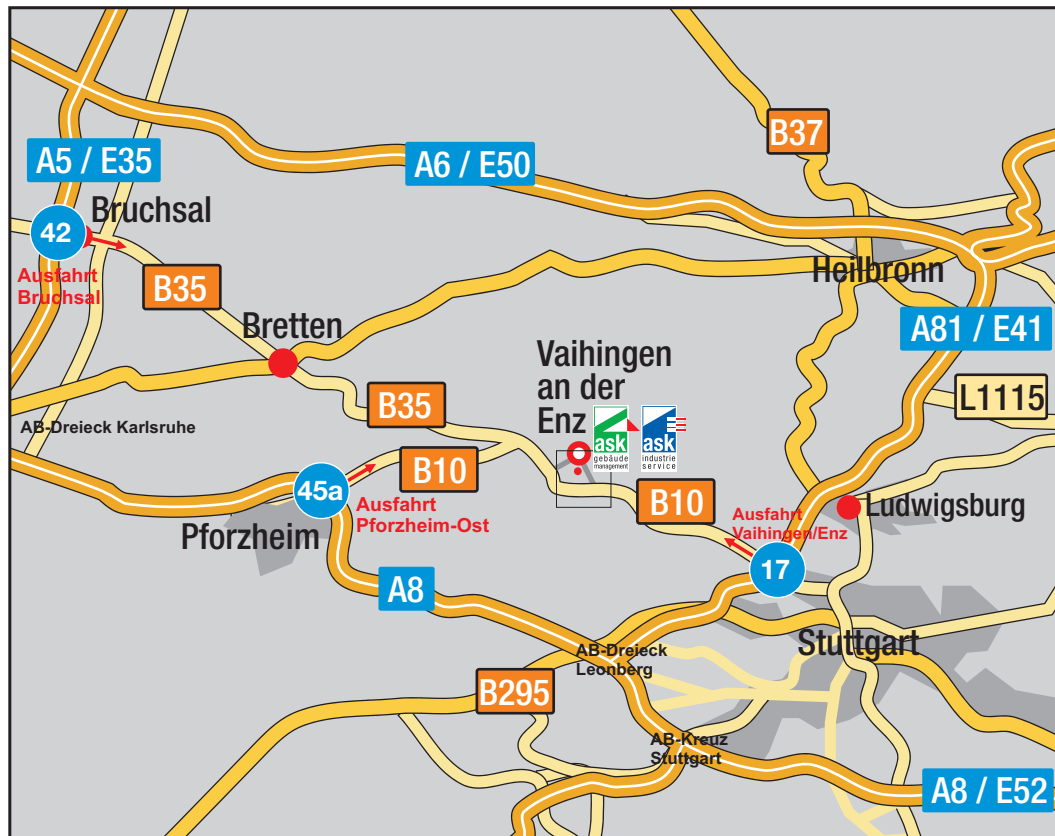 B37
A5 / E35
A6 / E50
Bruchsal
42
Ausfahrt
Bruchsal
B35
Heilbronn
Bretten
A81 / E41
Vaihingen
an der
Enz
L1115
B35
AB-Dreieck Karlsruhe
ask
gebäude
management
ask
industrie
service
B10
45a
Ausfahrt
Pforzheim-Ost
Pforzheim
B10
Ausfahrt
Vaihingen/Enz
Ludwigsburg
17
A8
Stuttgart
AB-Dreieck
Leonberg
B295
AB-Kreuz
Stuttgart
A8 / E52